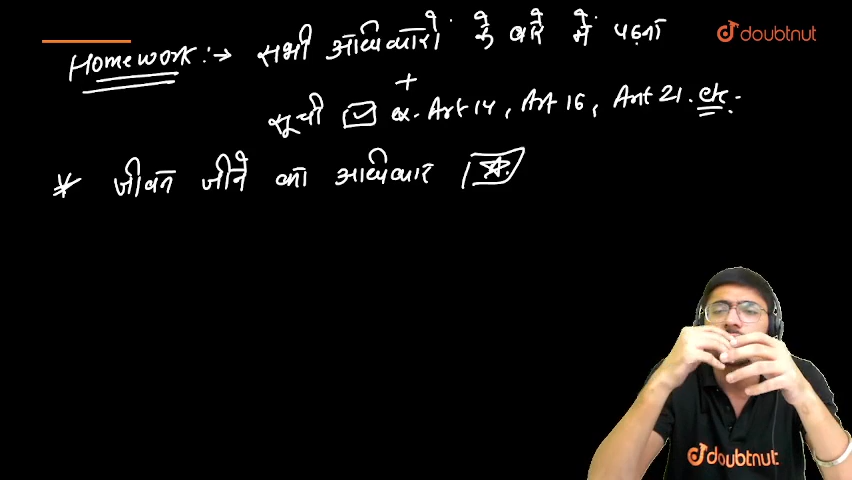 doubtnut
Homework :→ सभी अधिकारों के बारे में पढ़ना
+
सूची ex. Art 14, Art 16, Art 21. etc.
* जीवन जीने का अधिकार
doubtnut